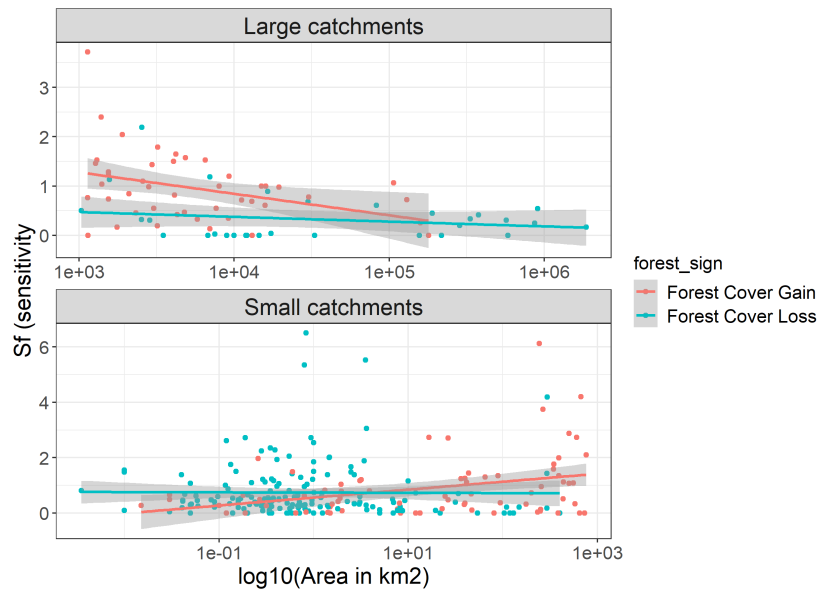 Large catchments
3
2
1
0
1e+03 1e+04 1e+05 1e+06
Small catchments
6
4
2
0
1e-01 1e+01 1e+03
log10(Area in km2)
Sf (sensitivity
forest_sign
Forest Cover Gain
Forest Cover Loss